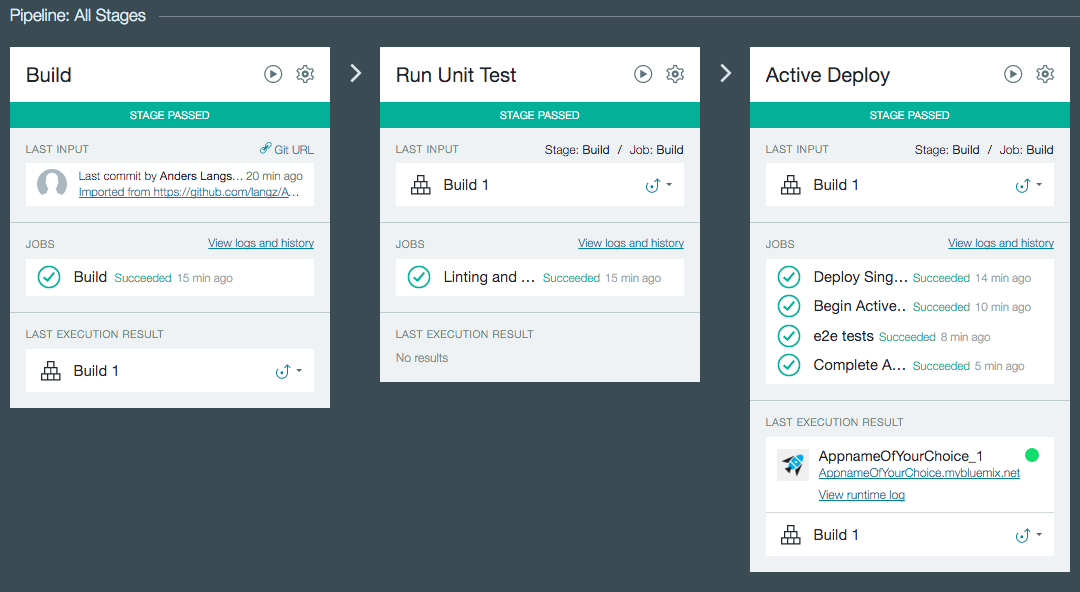 Pipeline: All Stages
Build
STAGE PASSED
LAST INPUT
Git URL
Last commit by Anders Langs... 20 min ago
Imported from https://github.com/langz/A...
JOBS
View logs and history
Build Succeeded 15 min ago
LAST EXECUTION RESULT
Build 1
Run Unit Test
STAGE PASSED
LAST INPUT
Stage: Build / Job: Build
Build 1
JOBS
View logs and history
Linting and ... Succeeded 15 min ago
LAST EXECUTION RESULT
No results
Active Deploy
STAGE PASSED
LAST INPUT
Stage: Build / Job: Build
Build 1
JOBS
View logs and history
Deploy Sing... Succeeded 14 min ago
Begin Active.. Succeeded 10 min ago
e2e tests Succeeded 8 min ago
Complete A... Succeeded 5 min ago
LAST EXECUTION RESULT
AppnameOfYourChoice_1
AppnameOfYourChoice.mybluemix.net
View runtime log
Build 1